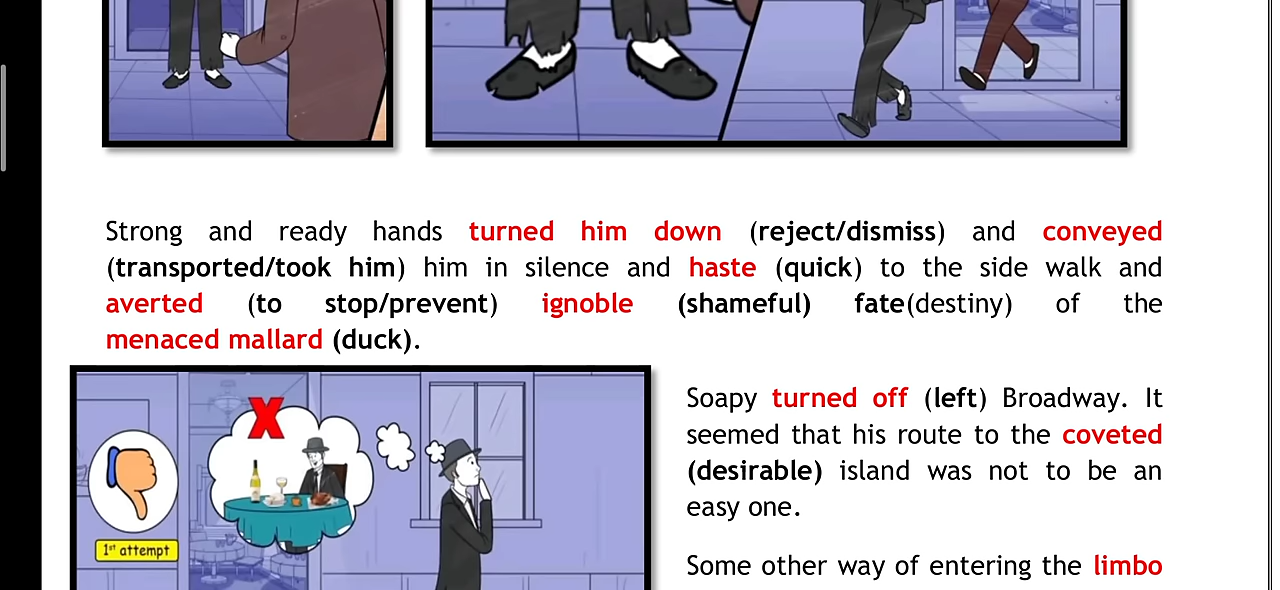 Strong and ready hands turned him down (reject/dismiss) and conveyed
(transported/took him) him in silence and haste (quick) to the side walk and
averted (to stop/prevent) ignoble (shameful) fate(destiny) of the
menaced mallard (duck).
X
1st attempt
Soapy turned off (left) Broadway. It
seemed that his route to the coveted
(desirable) island was not to be an
easy one.
Some other way of entering the limbo